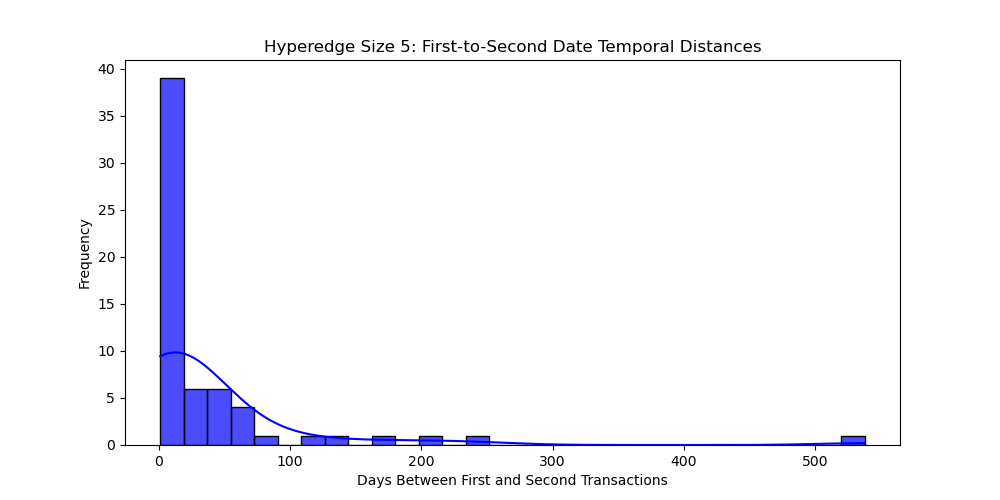 Hyperedge Size 5: First-to-Second Date Temporal Distances
40
35
30
25
20
15
10
5
0
Frequency
0 100 200 300 400 500
Days Between First and Second Transactions